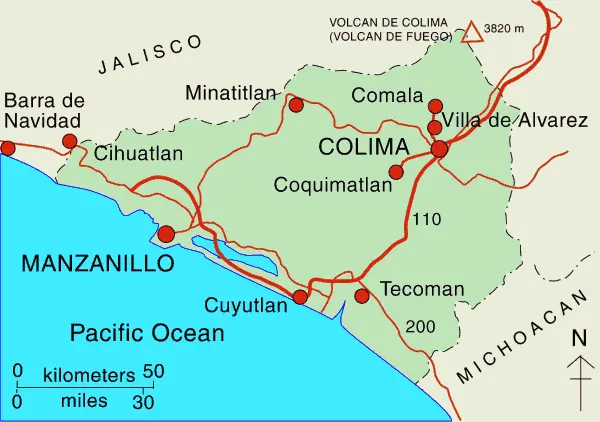 VOLCAN DE COLIMA
(VOLCAN DE FUEGO)
3820 m
JALISCO
Minatitlan
Comala
Barra de
Navidad
Villa de Alvarez
Cihuatlan
COLIMA
Coquimatlan
110
MANZANILLO
Tecoman
Cuyutlan
200
MICHOACAN
Pacific Ocean
N
0 kilometers 50
0 miles 30